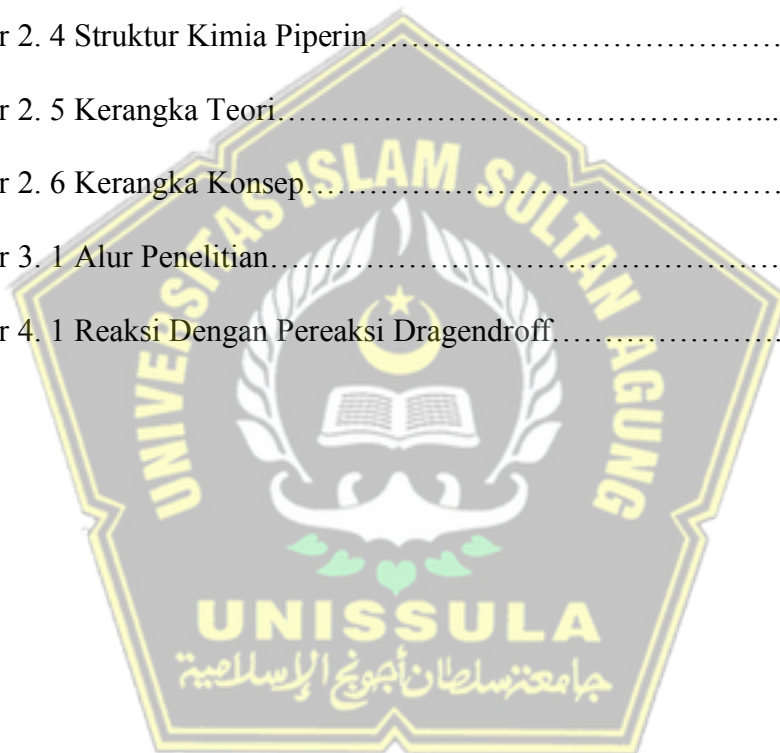 r 2. 4 Struktur Kimia Piperin……………………………………
r 2. 5 Kerangka Teori………………………………………...
r 2. 6 Kerangka Konsep……………………………………
r 3. 1 Alur Penelitian………………………………………
r 4. 1 Reaksi Dengan Pereaksi Dragendroff…………………..
UNIVERSITAS ISLAM SULTAN AGUNG
UNISSULA
جامعة سلطان أجونج الإسلامية